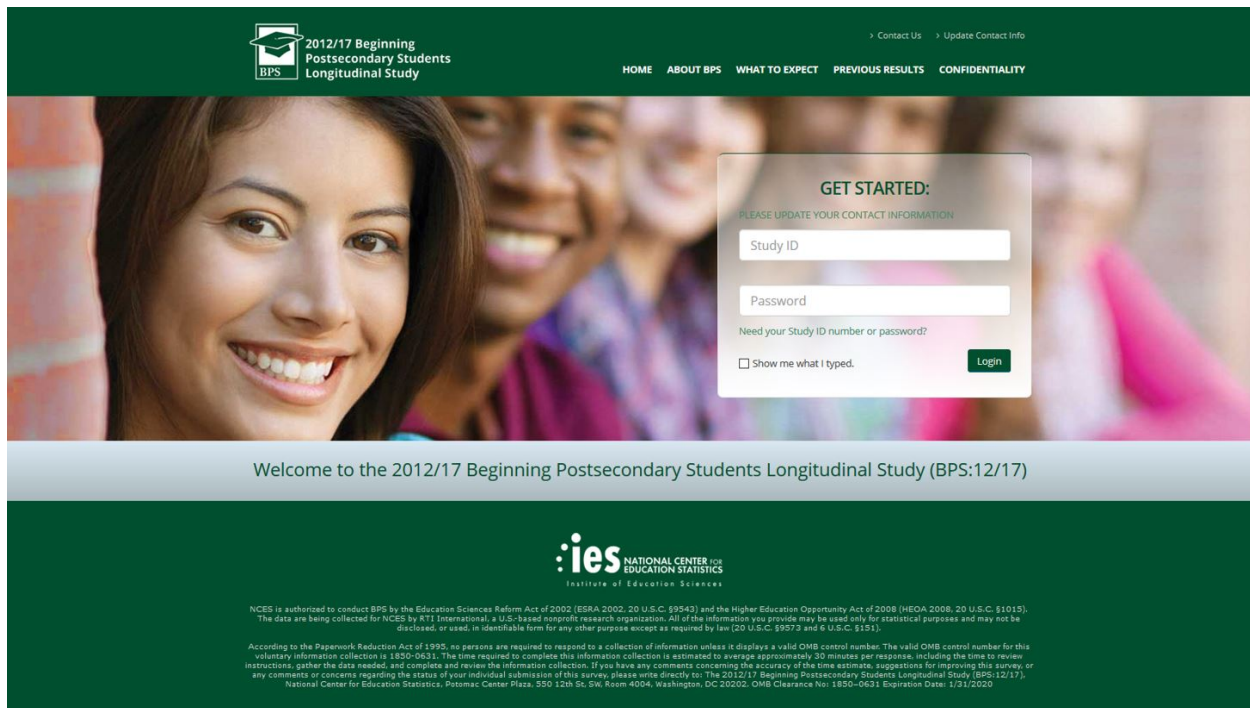 2012/17 Beginning
Postsecondary Students
Longitudinal Study
BPS
> Contact Us > Update Contact Info
HOME ABOUT BPS WHAT TO EXPECT PREVIOUS RESULTS CONFIDENTIALITY
GET STARTED:
PLEASE UPDATE YOUR CONTACT INFORMATION
Study ID
Password
Need your Study ID number or password?
Show me what I typed.
Login
Welcome to the 2012/17 Beginning Postsecondary Students Longitudinal Study (BPS:12/17)
ies NATIONAL CENTER FOR
EDUCATION STATISTICS
Institute of Education Sciences
NCES is authorized to conduct BPS by the Education Sciences Reform Act of 2002 (ESRA 2002, 20 U.S.C. §9543) and the Higher Education Opportunity Act of 2008 (HEOA 2008, 20 U.S.C. §1015).
The data are being collected for NCES by RTI International, a U.S.-based nonprofit research organization. All of the information you provide may be used only for statistical purposes and may not be
disclosed, or used, in identifiable form for any other purpose except as required by law (20 U.S.C. §9573 and 6 U.S.C. §151).
According to the Paperwork Reduction Act of 1995, no persons are required to respond to a collection of information unless it displays a valid OMB control number. The valid OMB control number for this
voluntary information collection is 1850-0631. The time required to complete this information collection is estimated to average approximately 30 minutes per response, including the time to review
instructions, gather the data needed, and complete and review the information collection. If you have any comments concerning the accuracy of the time estimate, suggestions for improving this survey, or
any comments or concerns regarding the status of your individual submission of this survey, please write directly to: The 2012/17 Beginning Postsecondary Students Longitudinal Study (BPS:12/17),
National Center for Education Statistics, Potomac Center Plaza, 550 12th St, SW, Room 4004, Washington, DC 20202. OMB Clearance No: 1850–0631 Expiration Date: 1/31/2020